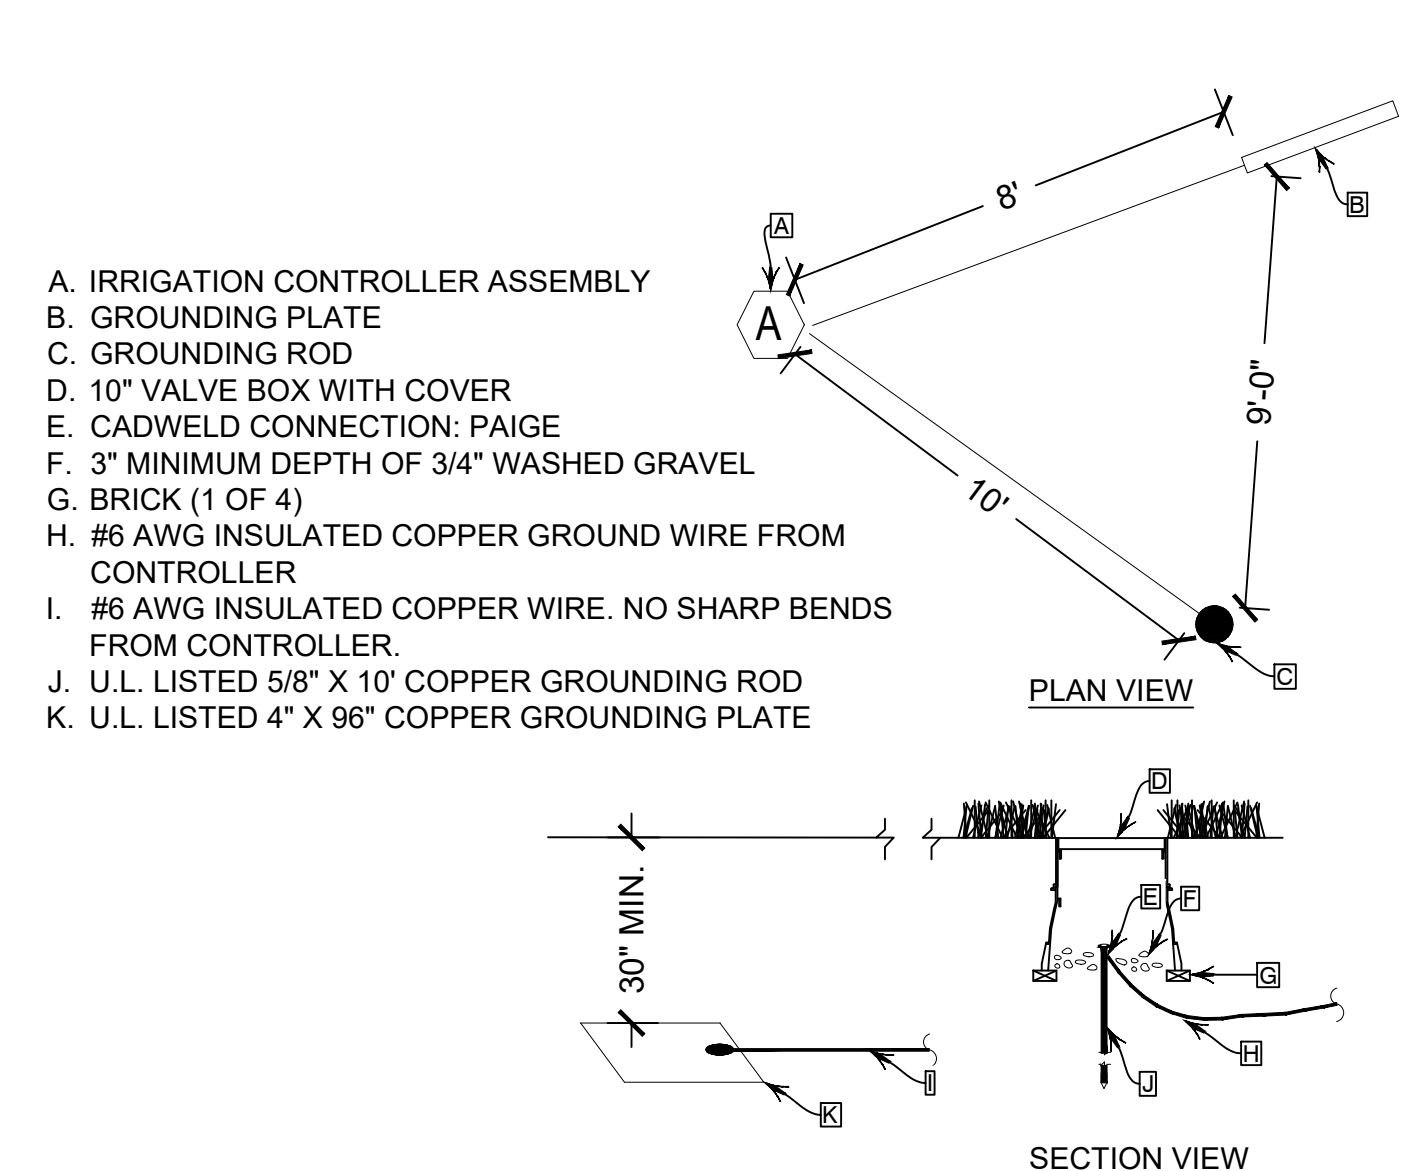 8'
B
A
A
9'-0"
10'
C
PLAN VIEW
A. IRRIGATION CONTROLLER ASSEMBLY
B. GROUNDING PLATE
C. GROUNDING ROD
D. 10" VALVE BOX WITH COVER
E. CADWELD CONNECTION: PAIGE
F. 3" MINIMUM DEPTH OF 3/4" WASHED GRAVEL
G. BRICK (1 OF 4)
H. #6 AWG INSULATED COPPER GROUND WIRE FROM
CONTROLLER
I. #6 AWG INSULATED COPPER WIRE. NO SHARP BENDS
FROM CONTROLLER.
J. U.L. LISTED 5/8" X 10' COPPER GROUNDING ROD
K. U.L. LISTED 4" X 96" COPPER GROUNDING PLATE
D
30" MIN.
E
F
G
H
I
J
K
SECTION VIEW